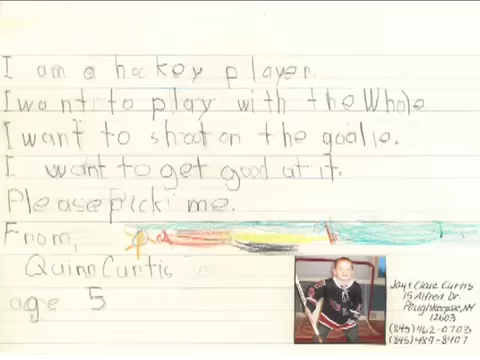 I am a hockey player.
I want to play with the Whole
I want to shoot on the goalie.
I want to get good at it.
Please pick me.
From,
Quinn Curtis
age 5
Jay & Clare Curtis
15 Alfred Dr.
Poughkeepsie, NY
12603
(845) 462-0703
(845) 489-8407